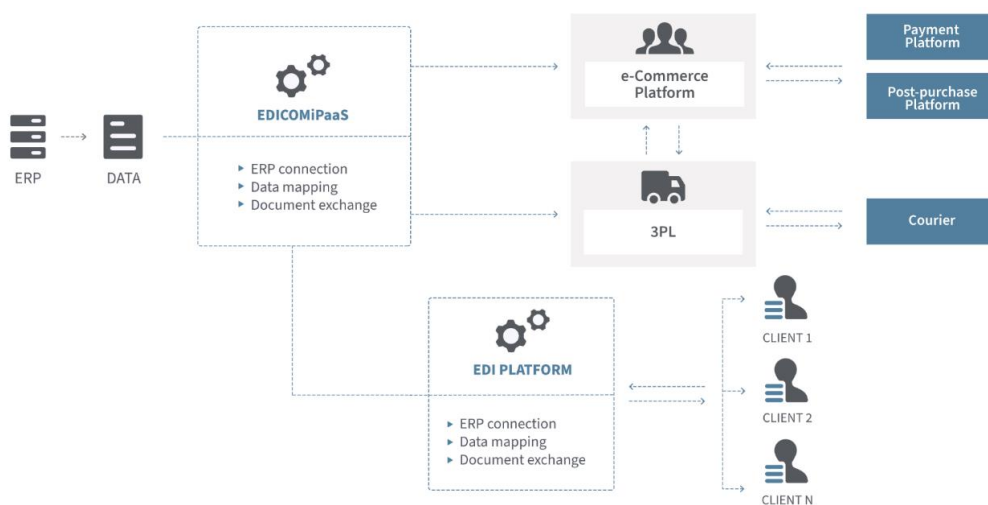 Payment
Platform
e-Commerce
Platform
Post-purchase
Platform
EDICOMiPaaS
ERP
DATA
ERP connection
Data mapping
Document exchange
3PL
Courier
CLIENT 1
EDI PLATFORM
ERP connection
Data mapping
Document exchange
CLIENT 2
CLIENT N